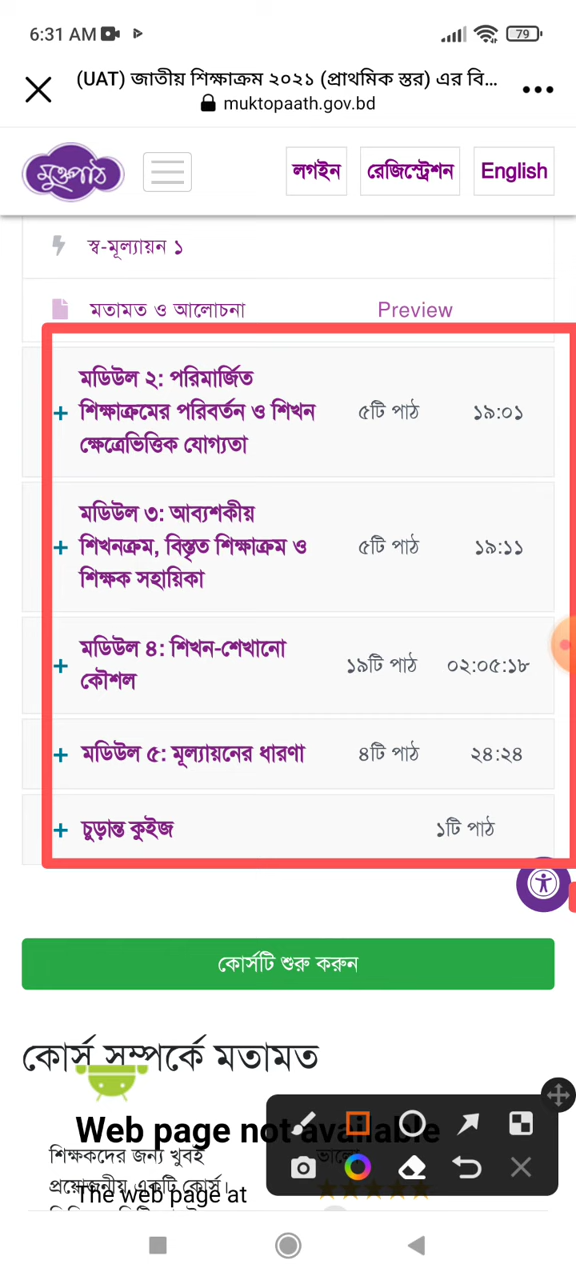 6:31 AM
79
(UAT) জাতীয় শিক্ষাক্রম ২০২১ (প্রাথমিক স্তর) এর বি...
muktopaath.gov.bd
মুক্তপাঠ
লগইন
রেজিস্ট্রেশন
English
স্ব-মূল্যায়ন ১
মতামত ও আলোচনা Preview
মডিউল ২: পরিমার্জিত
শিক্ষাক্রমের পরিবর্তন ও শিখন ৫টি পাঠ ১৯:০১
ক্ষেত্রেভিত্তিক যোগ্যতা
মডিউল ৩: আব্যশকীয়
শিখনক্রম, বিস্তৃত শিক্ষাক্রম ও ৫টি পাঠ ১৯:১১
শিক্ষক সহায়িকা
মডিউল ৪: শিখন-শেখানো
কৌশল ১৯টি পাঠ ০২:০৫:১৮
মডিউল ৫: মূল্যায়নের ধারণা ৪টি পাঠ ২৪:২৪
চুড়ান্ত কুইজ ১টি পাঠ
কোর্সটি শুরু করুন
কোর্স সম্পর্কে মতামত
Web page not available
শিক্ষকদের জন্য খুবই
প্রয়োজনীয় একটি কোর্স।
The web page at